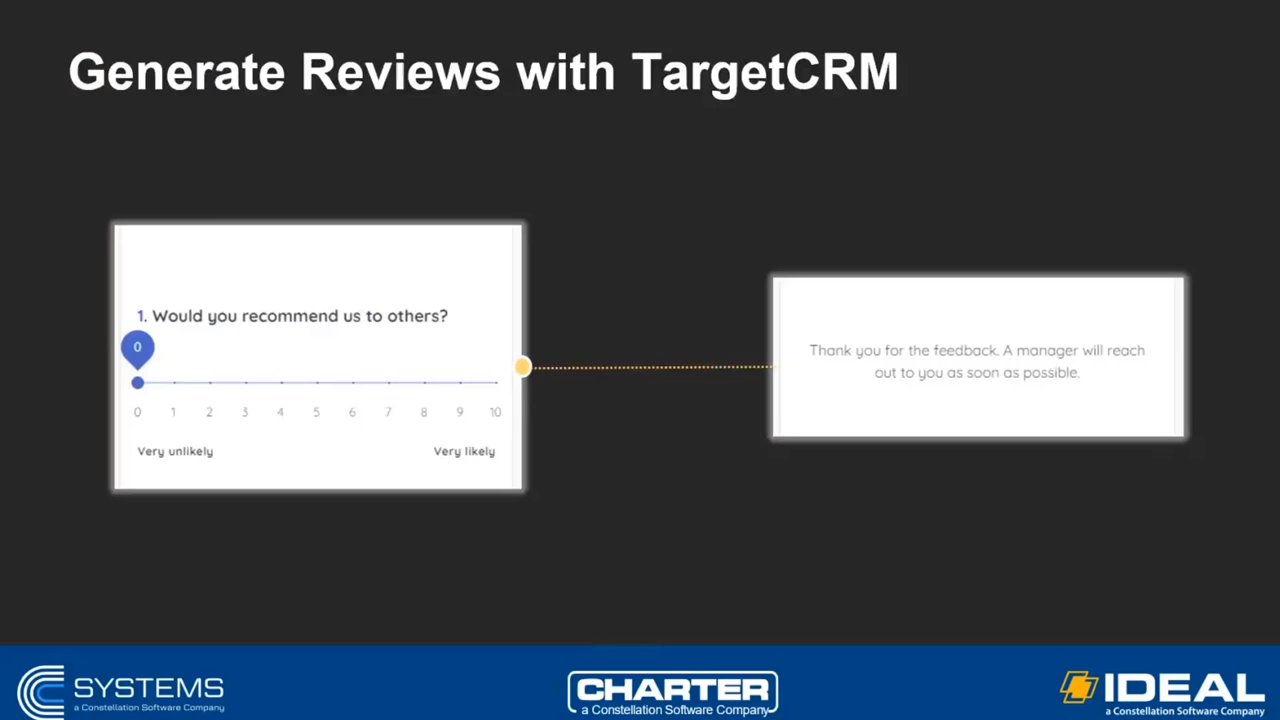 Generate Reviews with TargetCRM
1. Would you recommend us to others?
0
0 1 2 3 4 5 6 7 8 9 10
Very unlikely Very likely
Thank you for the feedback. A manager will reach
out to you as soon as possible.
SYSTEMS
a Constellation Software Company
CHARTER
a Constellation Software Company
IDEAL
a Constellation Software Company